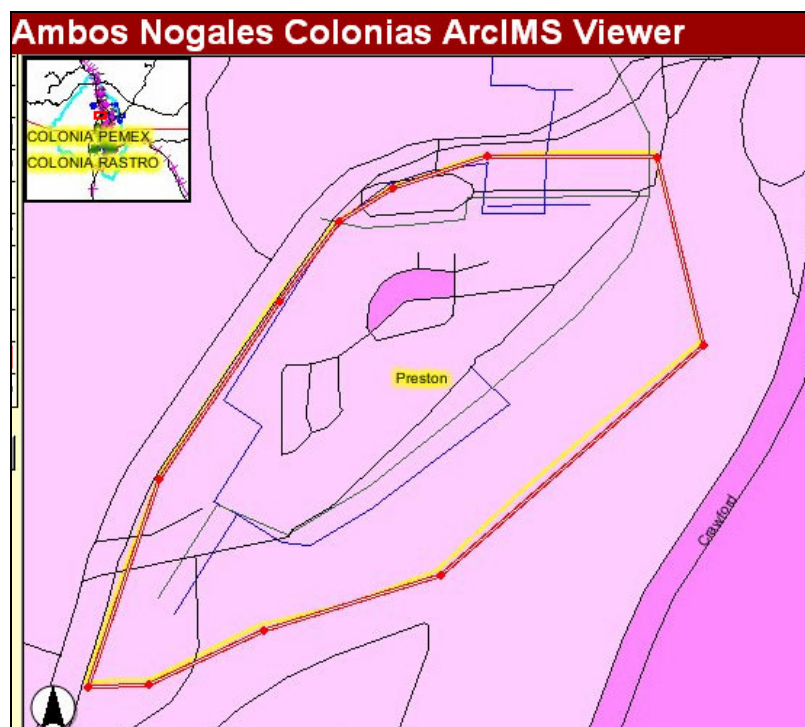 Ambos Nogales Colonias ArcIMS Viewer
COLONIA PEMEX
COLONIA RASTRO
Preston
Crawford